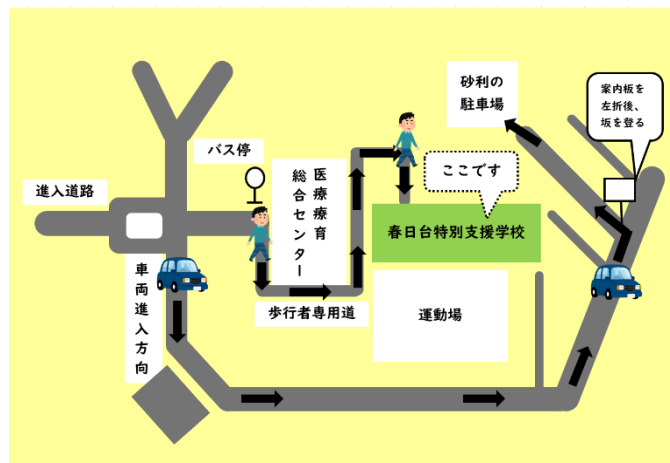 砂利の
駐車場
案内板を
左折後、
坂を登る
バス停
ここです
進入道路
医療療育
総合センター
春日台特別支援学校
車両進入方向
歩行者専用道
運動場